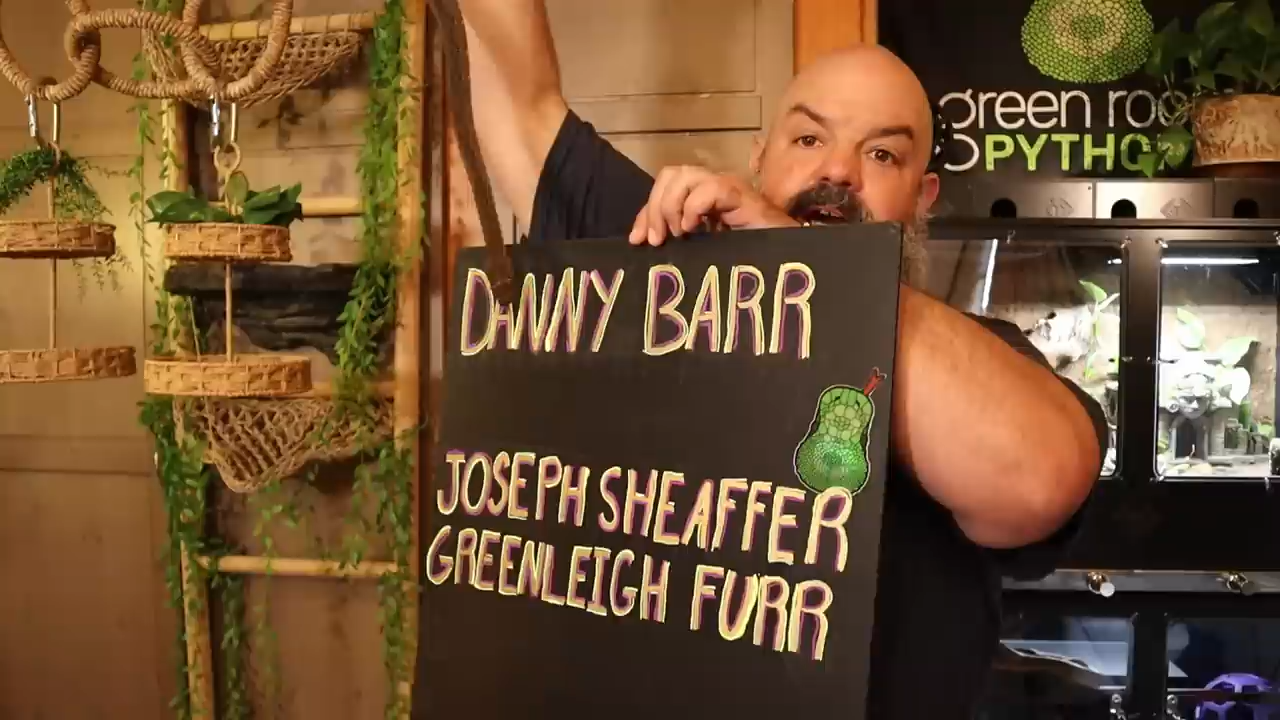 green roo
PYTHO
DANNY BARR
JOSEPH SHEAFFER
GREENLEIGH FURR